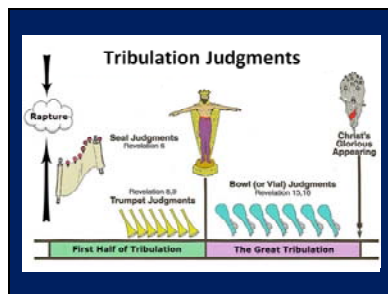 Tribulation Judgments
Rapture
Seal Judgments
Revelation 6
Revelation 8,9
Trumpet Judgments
Bowl (or Vial) Judgments
Revelation 15,16
Christ's
Glorious
Appearing
First Half of Tribulation
The Great Tribulation